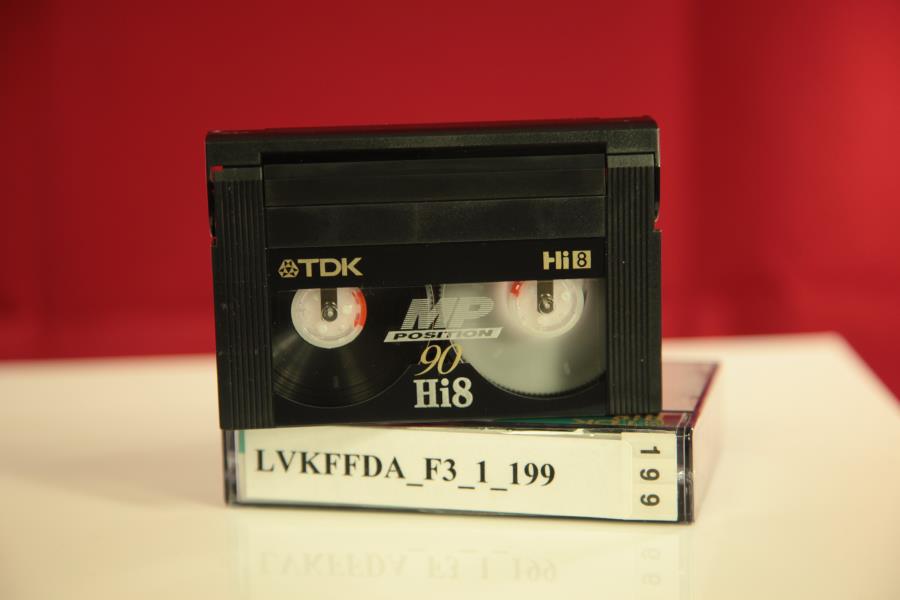 TDK
Hi8
MP
POSITION
90
Hi8
LVKFFDA_F3_1_199
199